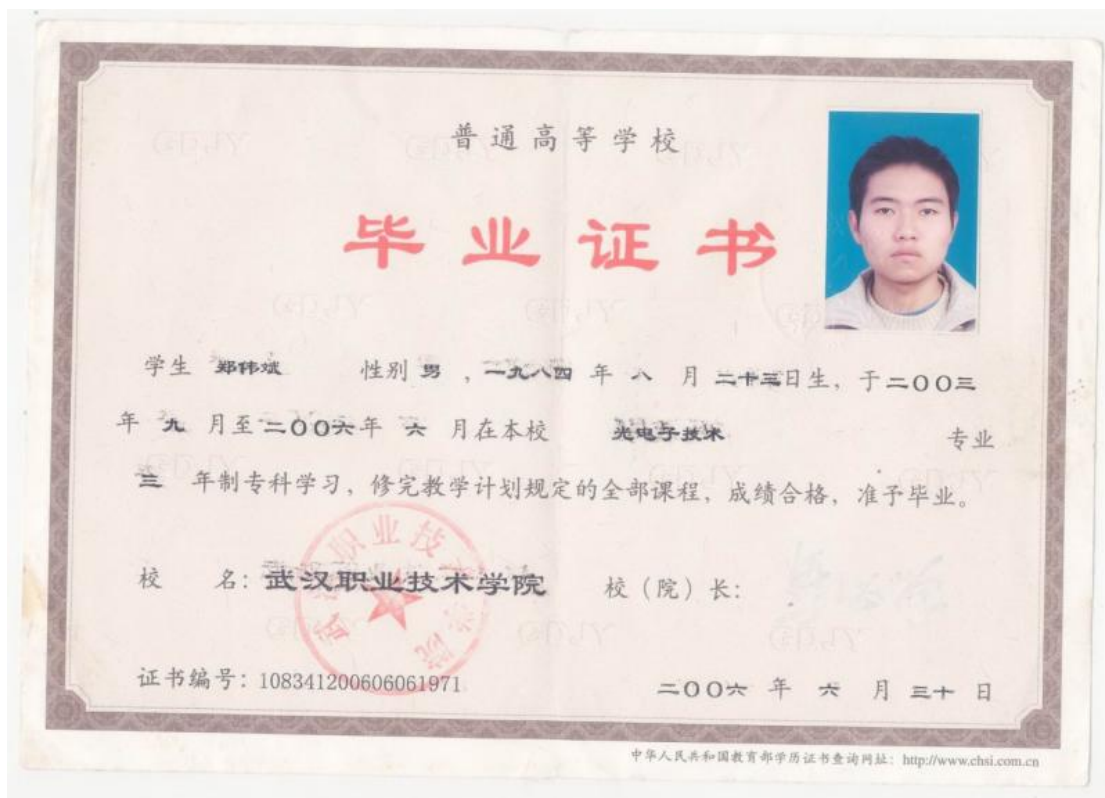 普通高等学校
毕业证书
学生 郑伟斌 性别 男 ，一九八四 年 八 月 二十三日生，于二００三
年 九 月至二００六年 六 月在本校 光电子技术 专业
三 年制专科学习，修完教学计划规定的全部课程，成绩合格，准予毕业。
校 名：武汉职业技术学院 校（院）长：
证书编号：108341200606061971 二００六 年 六 月 三十 日
中华人民共和国教育部学历证书查询网址：http://www.chsi.com.cn